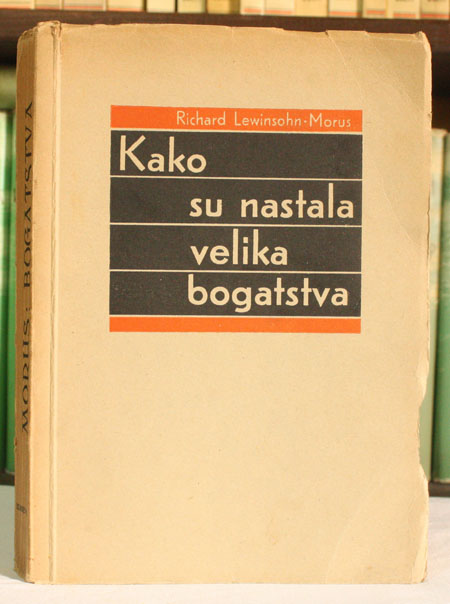 Richard Lewinsohn-Morus
Kako
su nastala
velika
bogatstva
MORUS: BOGATSTVA